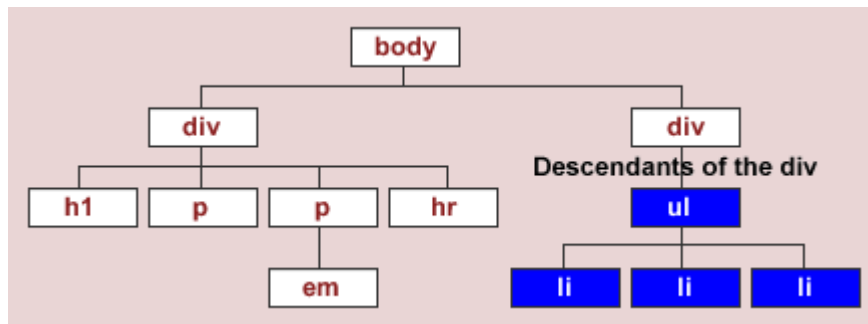 body
div div
Descendants of the div
h1 p p hr ul
em li li li